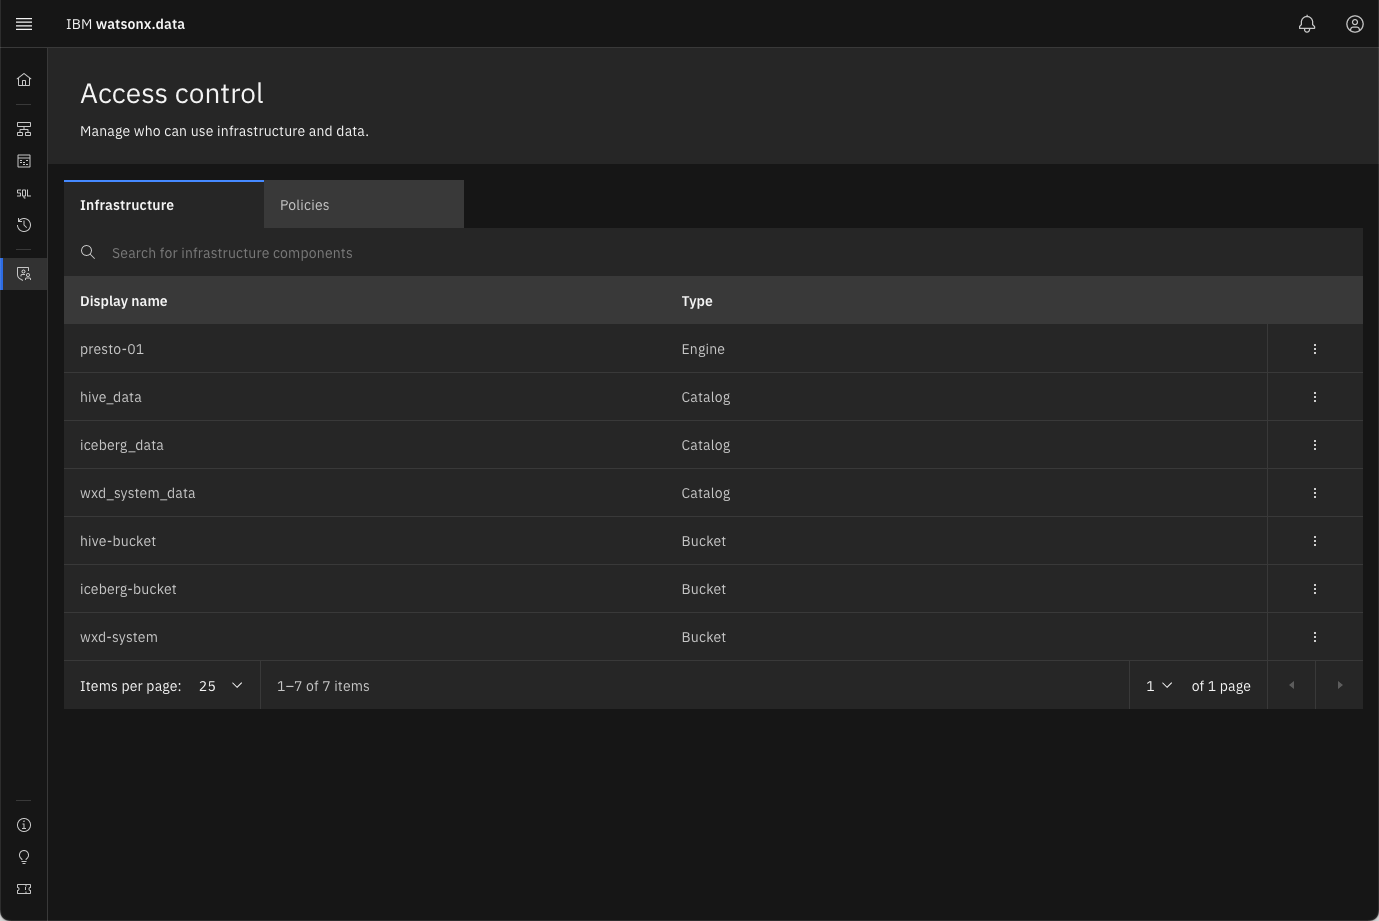 IBM watsonx.data
Access control
Manage who can use infrastructure and data.
SQL
Infrastructure Policies
Search for infrastructure components
Display name Type
presto-01 Engine
hive_data Catalog
iceberg_data Catalog
wxd_system_data Catalog
hive-bucket Bucket
iceberg-bucket Bucket
wxd-system Bucket
Items per page: 25 1–7 of 7 items 1 of 1 page